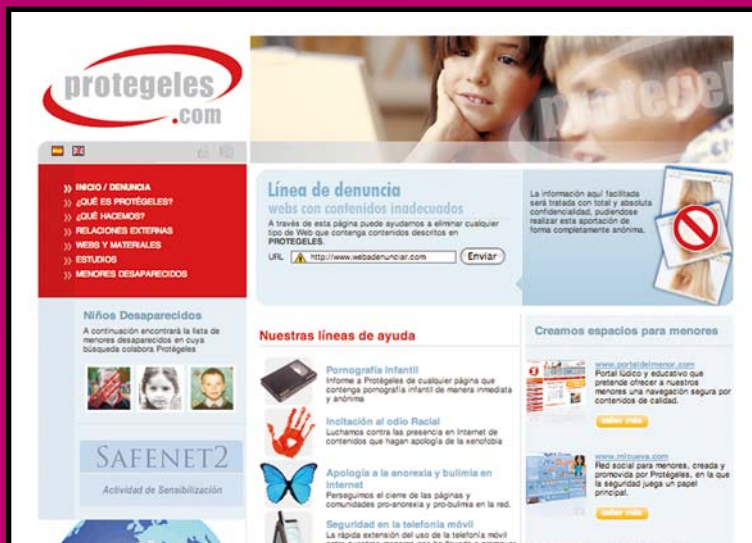 protegeles
.com
protegel
INICIO / DENUNCIA
¿QUÉ ES PROTÉGELES?
¿QUÉ HACEMOS?
RELACIONES EXTERNAS
WEBS Y MATERIALES
ESTUDIOS
MENORES DESAPARECIDOS
Línea de denuncia
webs con contenidos inadecuados
A través de esta página puede ayudarnos a eliminar cualquier
tipo de Web que contenga contenidos descritos en
PROTEGELES.
URL http://www.webadenunciar.com Enviar
La información aquí facilitada
será tratada con total y absoluta
confidencialidad, pudiendose
realizar esta aportación de
forma completamente anónima.
Niños Desaparecidos
A continuación encontrará la lista de
menores desaparecidos en cuya
búsqueda colabora Protégeles
SAFENET2
Actividad de Sensibilización
Nuestras líneas de ayuda
Pornografía infantil
Informe a Protégeles de cualquier página que
contenga pornografía infantil de manera inmediata
y anónima
Incitación al odio Racial
Luchamos contra las presencia en Internet de
contenidos que hagan apología de la xenofobia
Apología a la anorexia y bulimia en
Internet
Perseguimos el cierre de las páginas y
comunidades pro-anorexia y pro-bulimia en la red.
Seguridad en la telefonía móvil
La rápida extensión del uso de la telefonía móvil
Creamos espacios para menores
www.portaldelmenor.com
Portal lúdico y educativo que
pretende ofrecer a nuestros
menores una navegación segura por
contenidos de calidad.
saber más
www.micueva.com
Red social para menores, creada y
promovida por Protégeles, en la que
la seguridad juega un papel
principal.
saber más